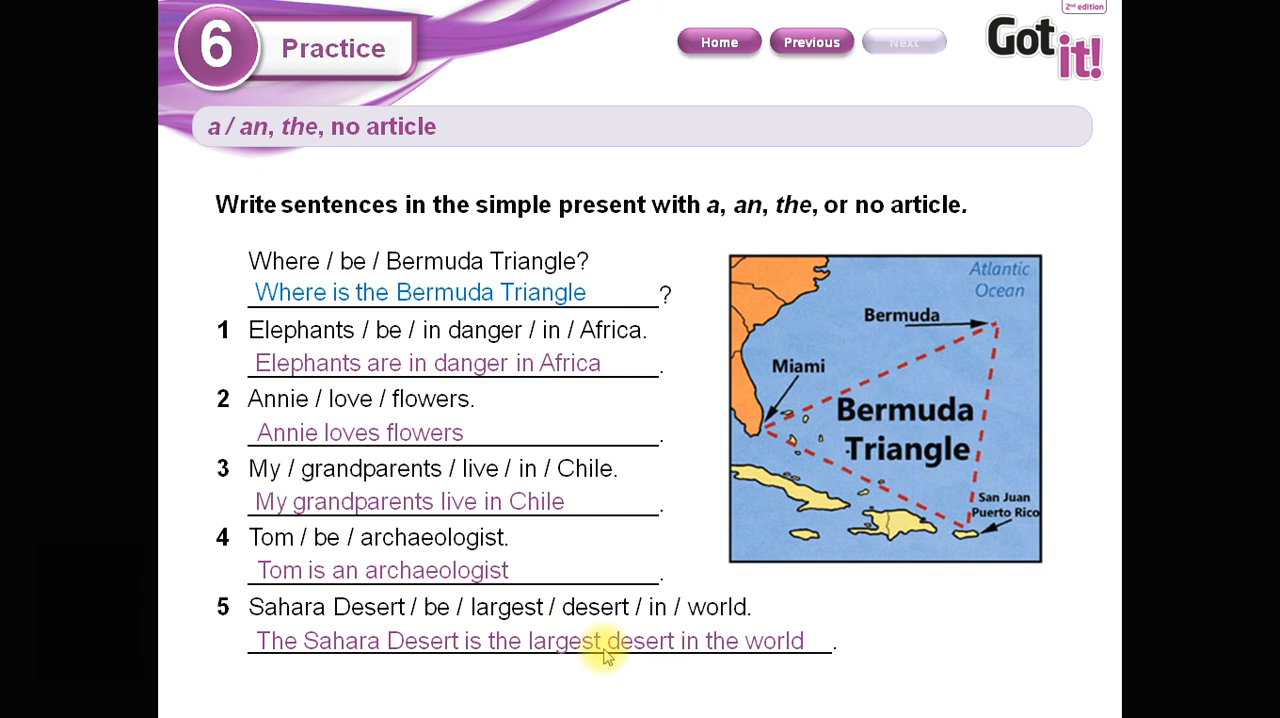 6 Practice
Home Previous Next
2nd edition
Got it!
a / an, the, no article
Write sentences in the simple present with a, an, the, or no article.
Where / be / Bermuda Triangle?
Where is the Bermuda Triangle ?
1 Elephants / be / in danger / in / Africa.
Elephants are in danger in Africa .
2 Annie / love / flowers.
Annie loves flowers .
3 My / grandparents / live / in / Chile.
My grandparents live in Chile .
4 Tom / be / archaeologist.
Tom is an archaeologist .
5 Sahara Desert / be / largest / desert / in / world.
The Sahara Desert is the largest desert in the world .
Atlantic
Ocean
Bermuda
Miami
Bermuda
Triangle
San Juan
Puerto Rico